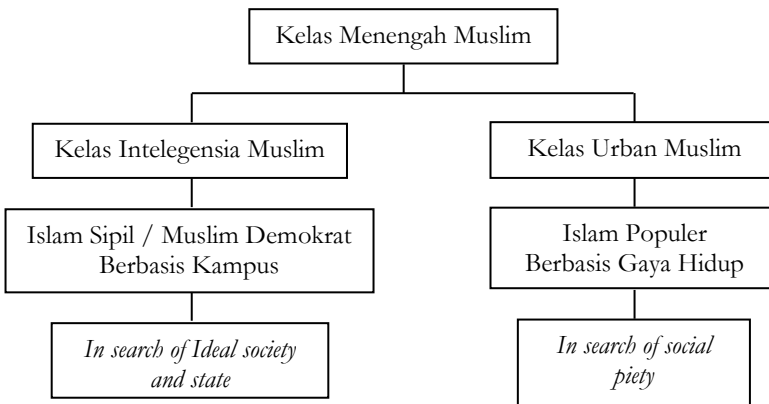 Kelas Menengah Muslim
Kelas Intelegensia Muslim
Kelas Urban Muslim
Islam Sipil / Muslim Demokrat
Berbasis Kampus
Islam Populer
Berbasis Gaya Hidup
In search of Ideal society
and state
In search of social
piety